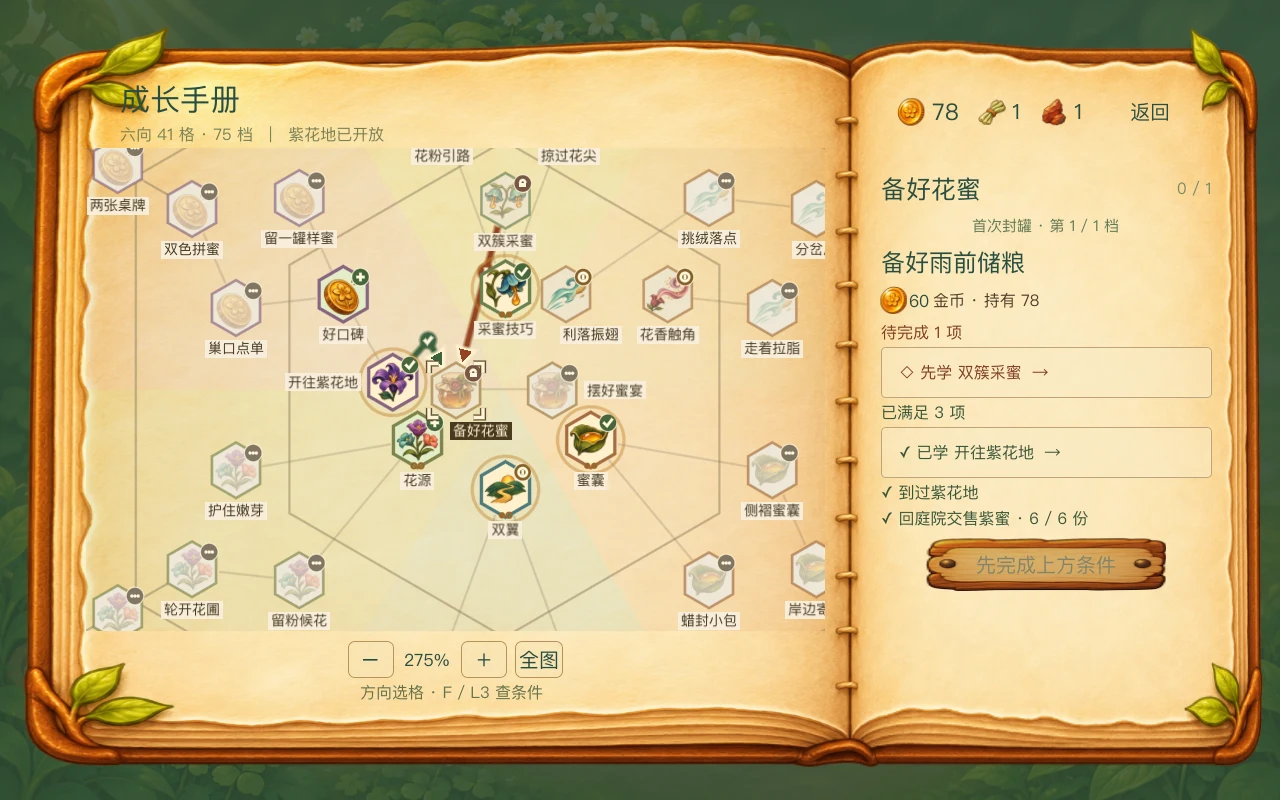 成长手册
六向 41 格 · 75 档 | 紫花地已开放
花粉引路
掠过花尖
两张桌牌
双色拼蜜
留一罐样蜜
双簇采蜜
挑绒落点
分岔
巢口点单
好口碑
采蜜技巧
利落振翅
花香触角
走着拉脂
开往紫花地
备好花蜜
摆好蜜宴
花源
蜜囊
护住嫩芽
双翼
侧褶蜜囊
轮开花圃
留粉候花
蜡封小包
岸边寄
− 275% + 全图
方向选格 · F / L3 查条件
78 1 1 返回
备好花蜜 0 / 1
首次封罐 · 第 1 / 1 档
备好雨前储粮
60 金币 · 持有 78
待完成 1 项
◇ 先学 双簇采蜜 →
已满足 3 项
✓ 已学 开往紫花地 →
✓ 到过紫花地
✓ 回庭院交售紫蜜 · 6 / 6 份
先完成上方条件